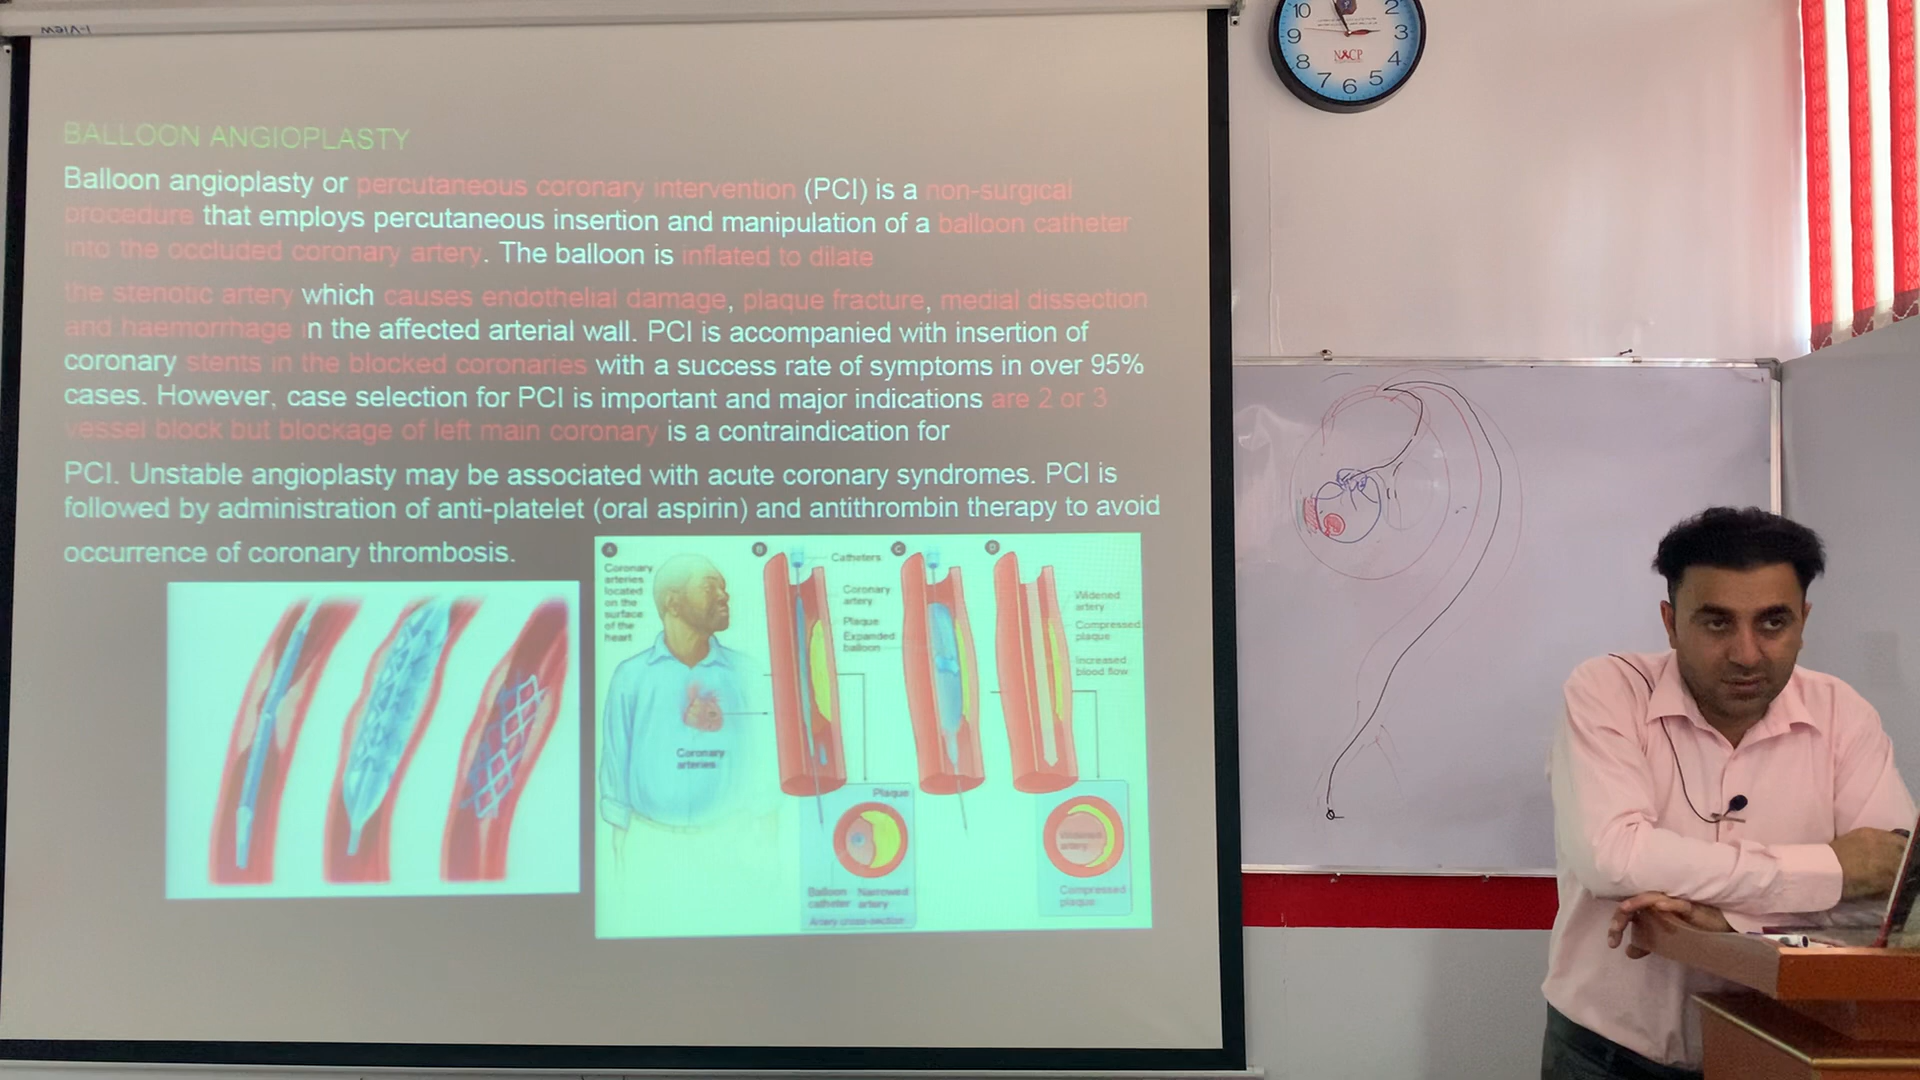 I-VIEW
BALLOON ANGIOPLASTY
Balloon angioplasty or percutaneous coronary intervention (PCI) is a non-surgical
procedure that employs percutaneous insertion and manipulation of a balloon catheter
into the occluded coronary artery. The balloon is inflated to dilate
the stenotic artery which causes endothelial damage, plaque fracture, medial dissection
and haemorrhage in the affected arterial wall. PCI is accompanied with insertion of
coronary stents in the blocked coronaries with a success rate of symptoms in over 95%
cases. However, case selection for PCI is important and major indications are 2 or 3
vessel block but blockage of left main coronary is a contraindication for
PCI. Unstable angioplasty may be associated with acute coronary syndromes. PCI is
followed by administration of anti-platelet (oral aspirin) and antithrombin therapy to avoid
occurrence of coronary thrombosis.
A
Coronary
arteries
located
on the
surface
of the
heart
Coronary
arteries
B
Catheters
Coronary
artery
Plaque
Expanded
balloon
C
D
Widened
artery
Compressed
plaque
Increased
blood flow
Plaque
Balloon
catheter
Narrowed
artery
Artery cross-section
Widened
artery
Compressed
plaque
10
2
9
3
8
4
7
6
5
NACP